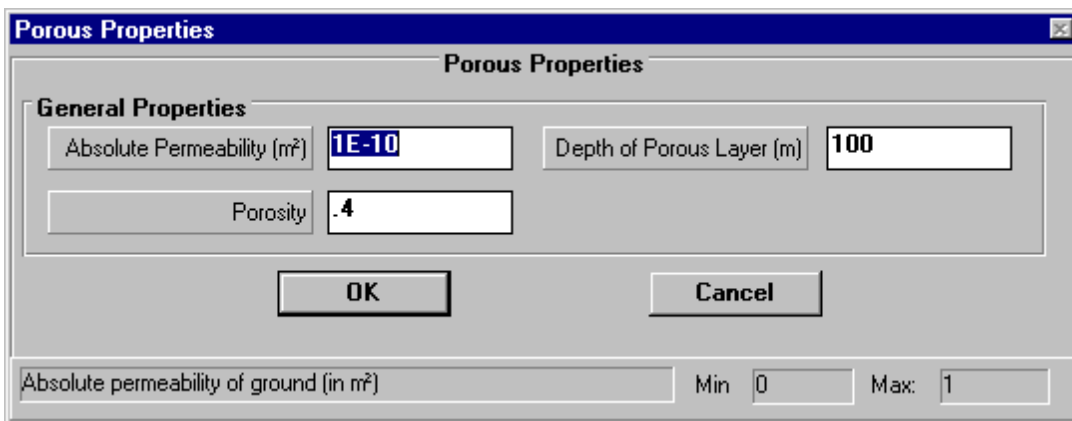 Porous Properties
Porous Properties
General Properties
Absolute Permeability (m²) 1E-10 Depth of Porous Layer (m) 100
Porosity .4
OK Cancel
Absolute permeability of ground (in m²) Min 0 Max: 1